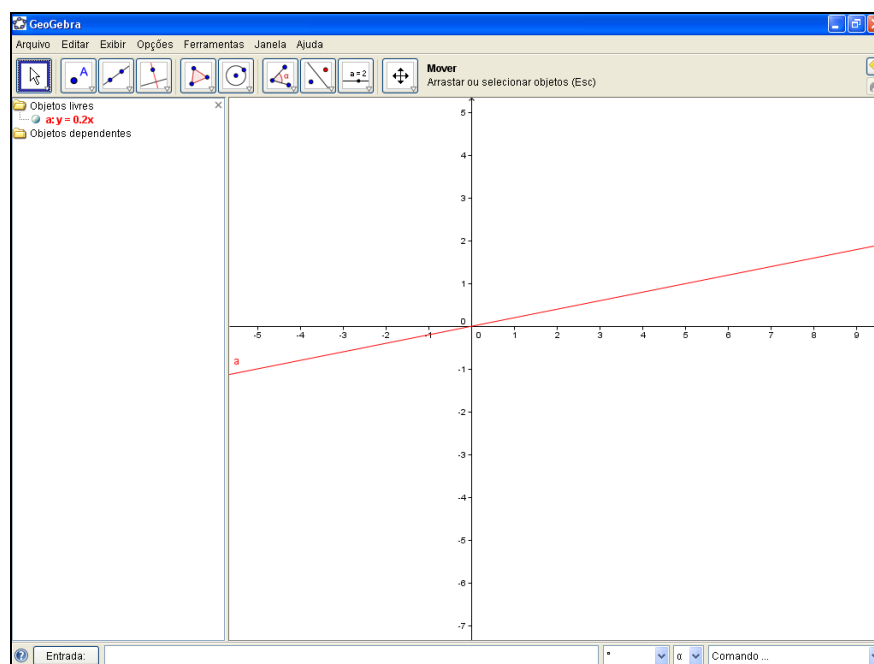 GeoGebra
Arquivo Editar Exibir Opções Ferramentas Janela Ajuda
A
α
a = 2
Mover
Arrastar ou selecionar objetos (Esc)
Objetos livres
a: y = 0.2x
Objetos dependentes
5
4
3
2
1
0
-5 -4 -3 -2 -1 0 1 2 3 4 5 6 7 8 9
a
-1
-2
-3
-4
-5
-6
-7
Entrada: ° α Comando ...